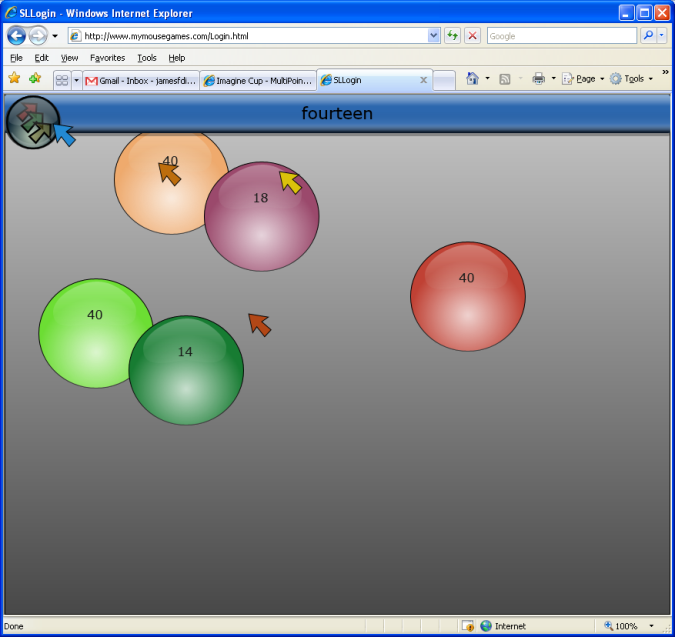 SLLogin - Windows Internet Explorer
http://www.mymousegames.com/Login.html
Google
File Edit View Favorites Tools Help
Gmail - Inbox - jamesfdi... Imagine Cup - MultiPoin... SLLogin Page Tools »
fourteen
40
18
40
40
14
Done Internet 100%